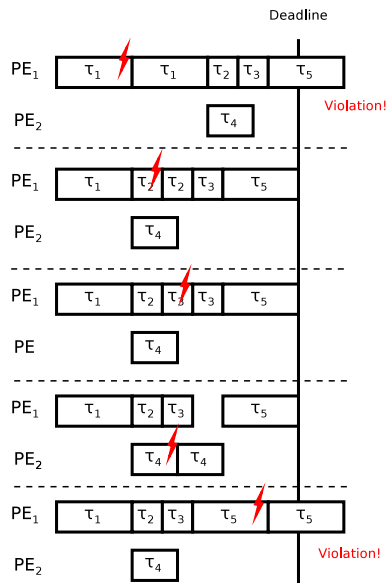 Deadline
PE₁ τ₁ τ₁ τ₂ τ₃ τ₅
Violation!
PE₂ τ₄
PE₁ τ₁ τ₂ τ₂ τ₃ τ₅
PE₂ τ₄
PE₁ τ₁ τ₂ τ₃ τ₃ τ₅
PE τ₄
PE₁ τ₁ τ₂ τ₃ τ₅
PE₂ τ₄ τ₄
PE₁ τ₁ τ₂ τ₃ τ₅ τ₅
Violation!
PE₂ τ₄